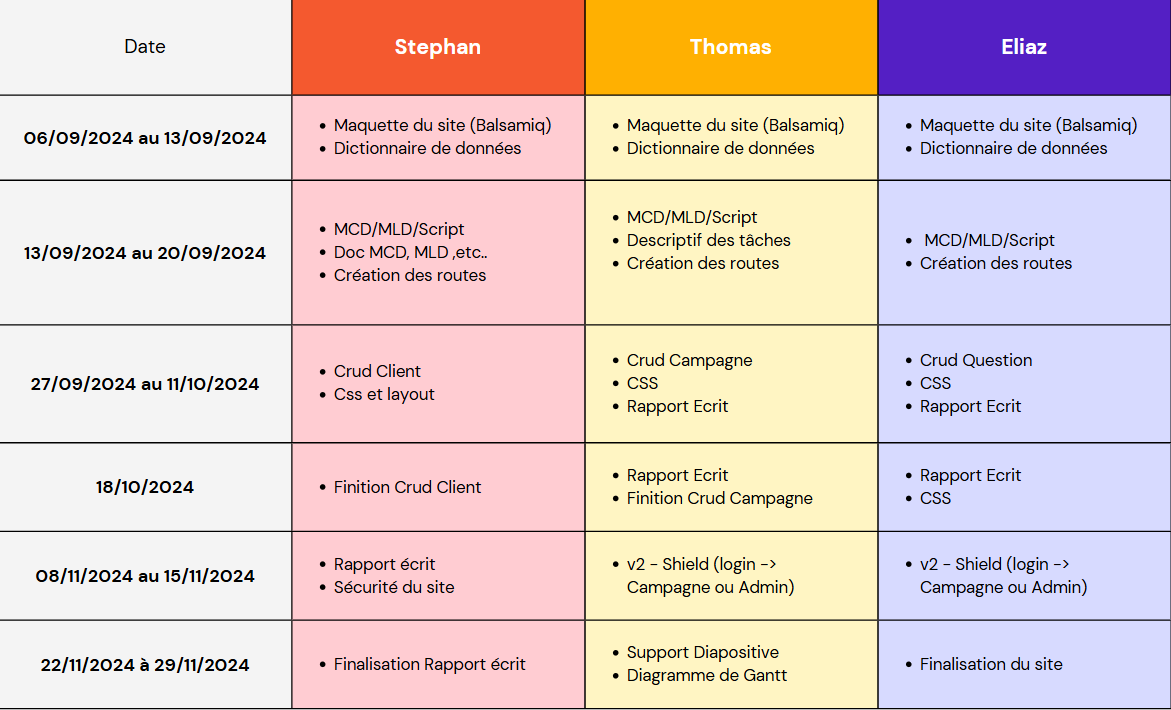 Date
Stephan
Thomas
Eliaz
06/09/2024 au 13/09/2024
• Maquette du site (Balsamiq)
• Dictionnaire de données
• Maquette du site (Balsamiq)
• Dictionnaire de données
• Maquette du site (Balsamiq)
• Dictionnaire de données
13/09/2024 au 20/09/2024
• MCD/MLD/Script
• Doc MCD, MLD ,etc..
• Création des routes
• MCD/MLD/Script
• Descriptif des tâches
• Création des routes
• MCD/MLD/Script
• Création des routes
27/09/2024 au 11/10/2024
• Crud Client
• Css et layout
• Crud Campagne
• CSS
• Rapport Ecrit
• Crud Question
• CSS
• Rapport Ecrit
18/10/2024
• Finition Crud Client
• Rapport Ecrit
• Finition Crud Campagne
• Rapport Ecrit
• CSS
08/11/2024 au 15/11/2024
• Rapport écrit
• Sécurité du site
• v2 - Shield (login ->
Campagne ou Admin)
• v2 - Shield (login ->
Campagne ou Admin)
22/11/2024 à 29/11/2024
• Finalisation Rapport écrit
• Support Diapositive
• Diagramme de Gantt
• Finalisation du site